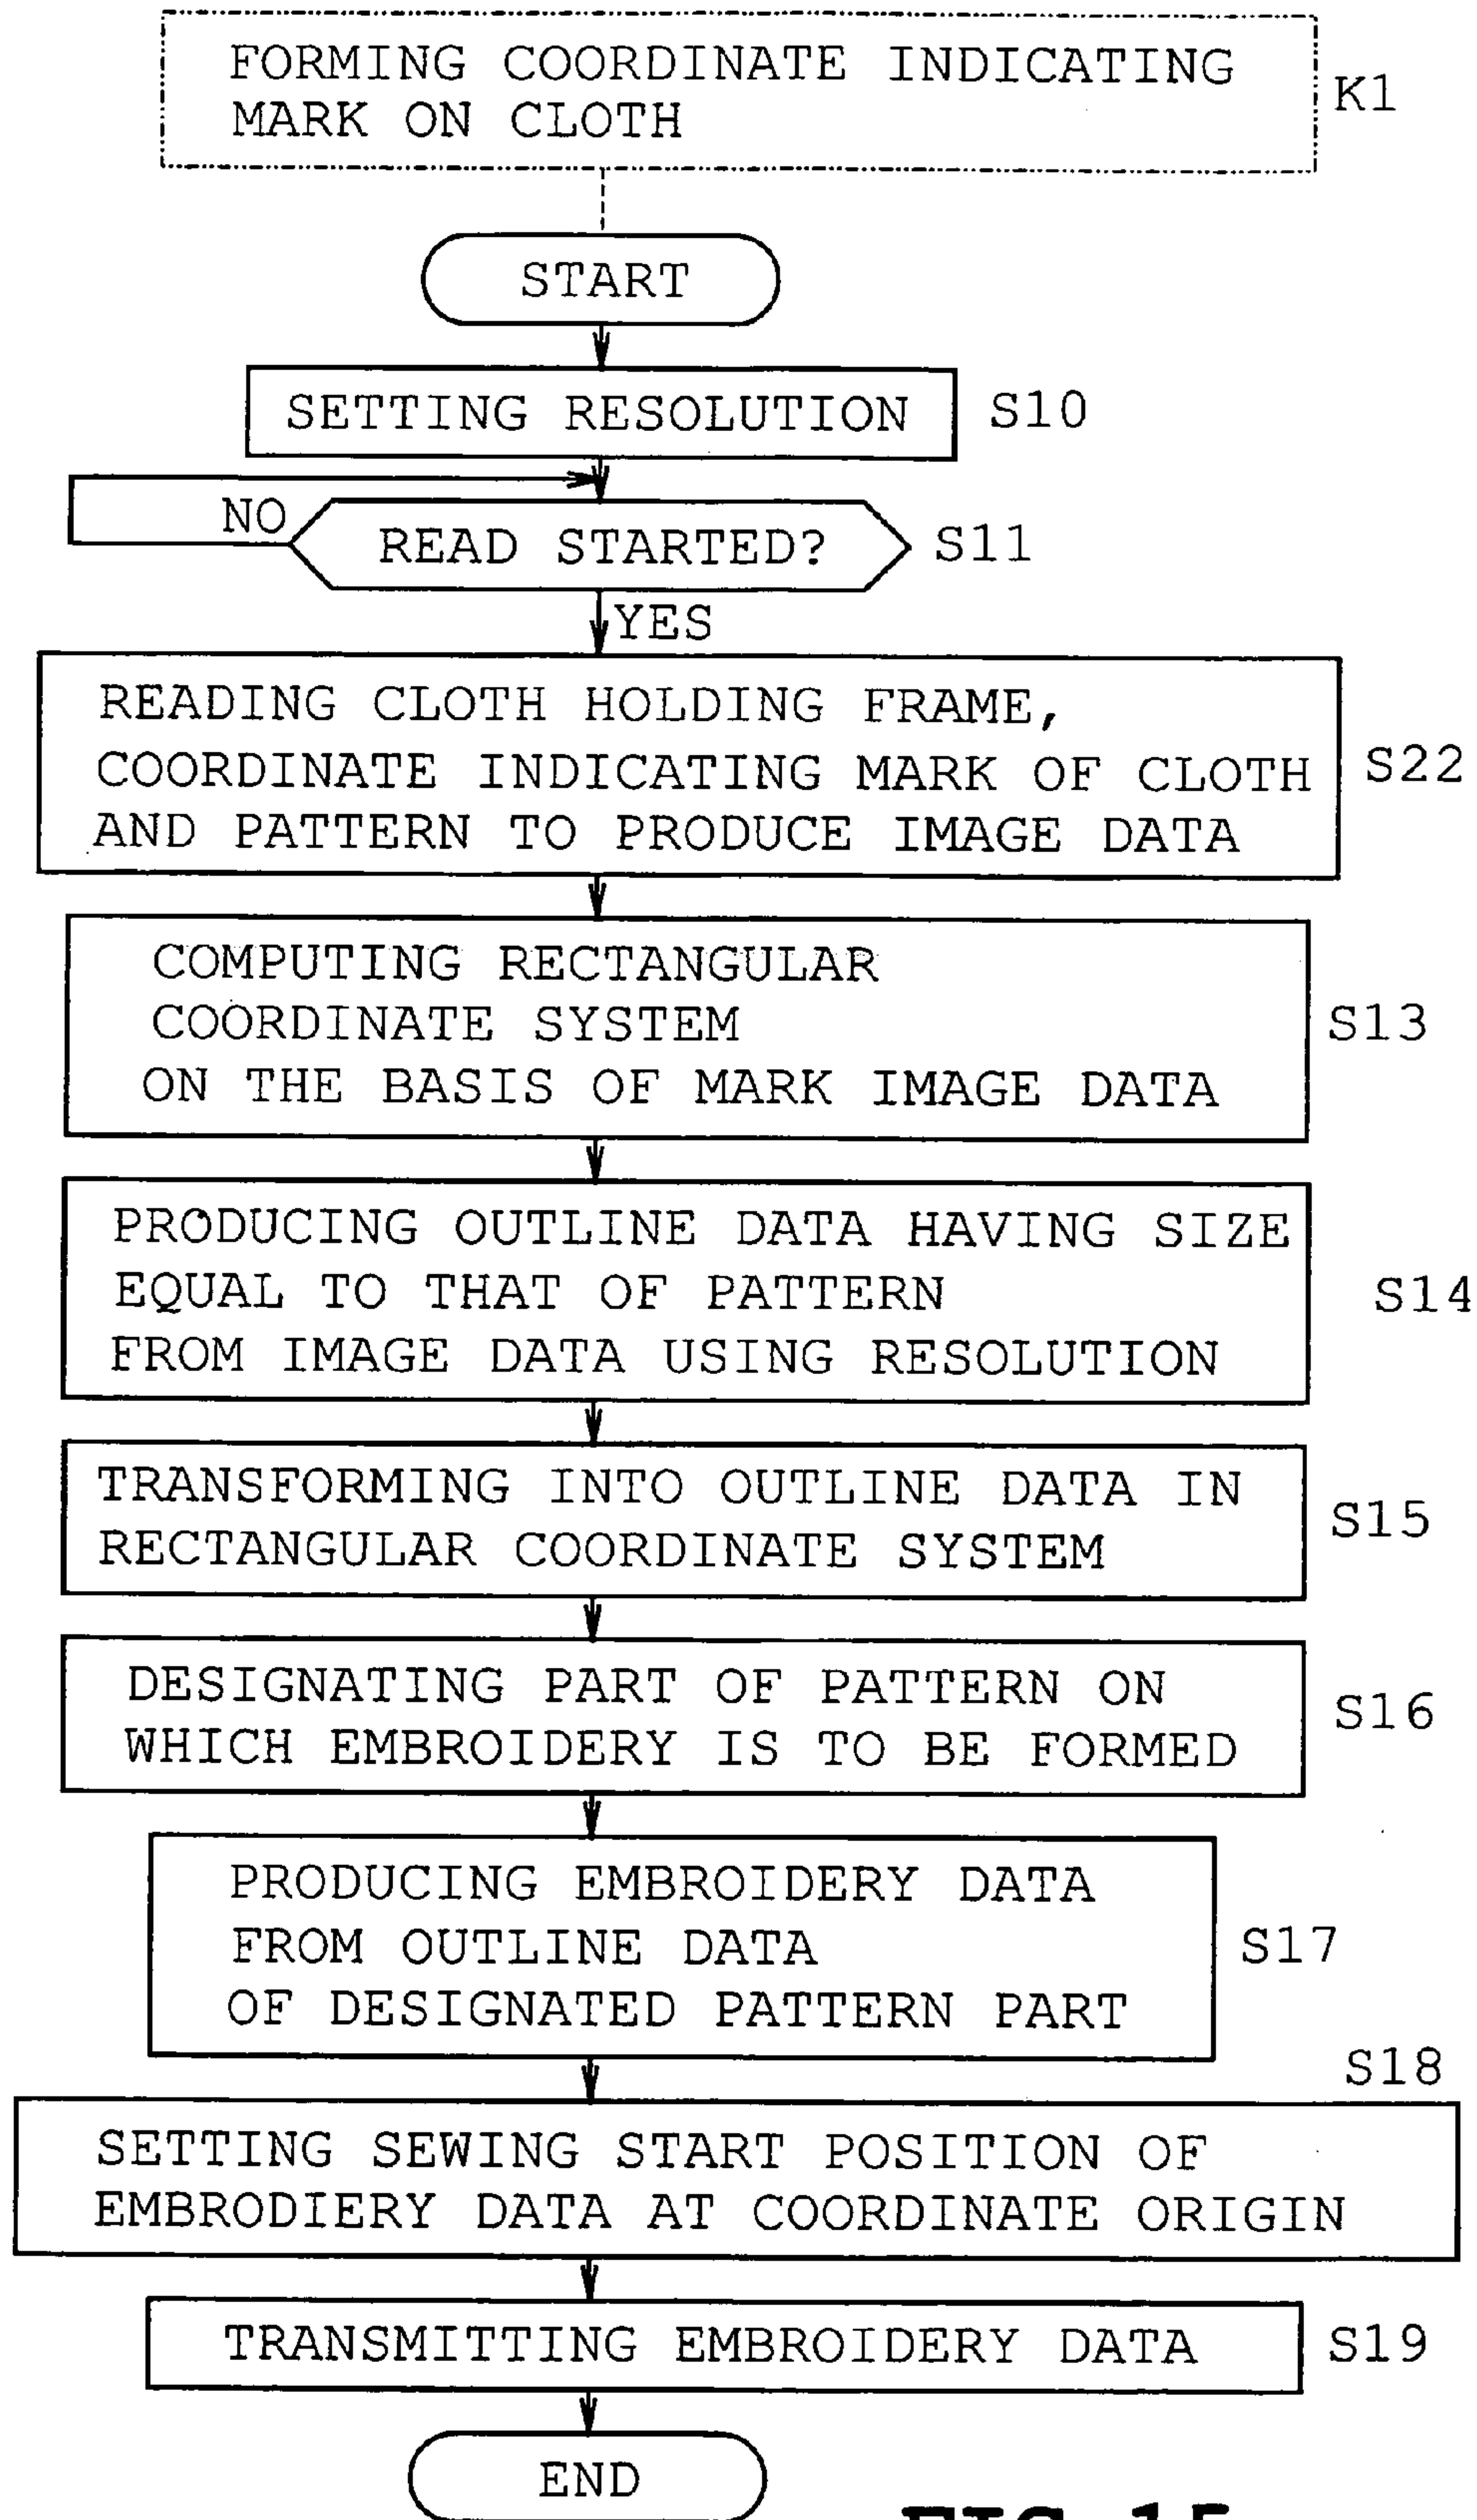 FORMING COORDINATE INDICATING
MARK ON CLOTH
K1
START
SETTING RESOLUTION
S10
NO
READ STARTED?
S11
YES
READING CLOTH HOLDING FRAME,
COORDINATE INDICATING MARK OF CLOTH
AND PATTERN TO PRODUCE IMAGE DATA
S22
COMPUTING RECTANGULAR
COORDINATE SYSTEM
ON THE BASIS OF MARK IMAGE DATA
S13
PRODUCING OUTLINE DATA HAVING SIZE
EQUAL TO THAT OF PATTERN
FROM IMAGE DATA USING RESOLUTION
S14
TRANSFORMING INTO OUTLINE DATA IN
RECTANGULAR COORDINATE SYSTEM
S15
DESIGNATING PART OF PATTERN ON
WHICH EMBROIDERY IS TO BE FORMED
S16
PRODUCING EMBROIDERY DATA
FROM OUTLINE DATA
OF DESIGNATED PATTERN PART
S17
S18
SETTING SEWING START POSITION OF
EMBRODIERY DATA AT COORDINATE ORIGIN
TRANSMITTING EMBROIDERY DATA
S19
END